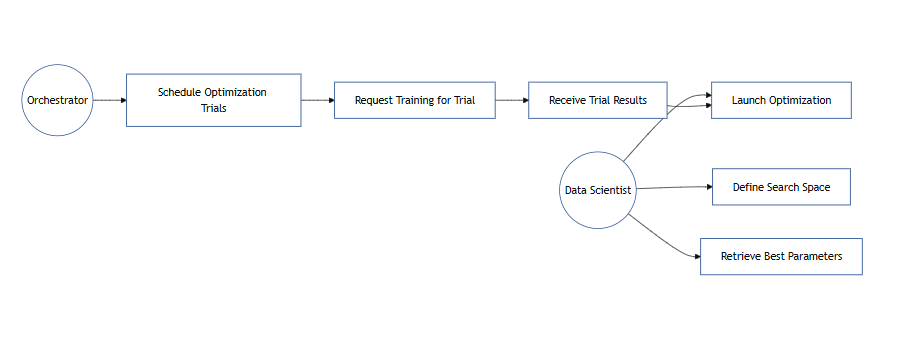 Orchestrator
Schedule Optimization
Trials
Request Training for Trial
Receive Trial Results
Launch Optimization
Data Scientist
Define Search Space
Retrieve Best Parameters